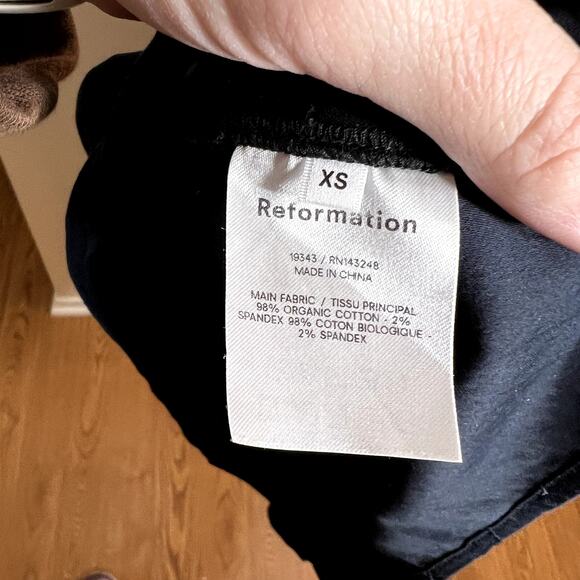 XS
Reformation
19343 / RN143248
MADE IN CHINA
MAIN FABRIC / TISSU PRINCIPAL
98% ORGANIC COTTON - 2%
SPANDEX 98% COTON BIOLOGIQUE -
2% SPANDEX